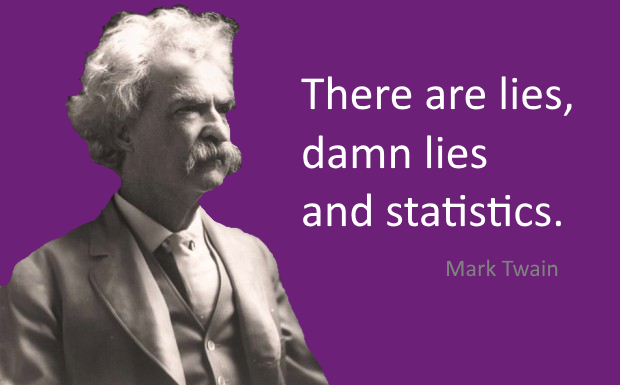 There are lies,
damn lies
and statistics.
Mark Twain